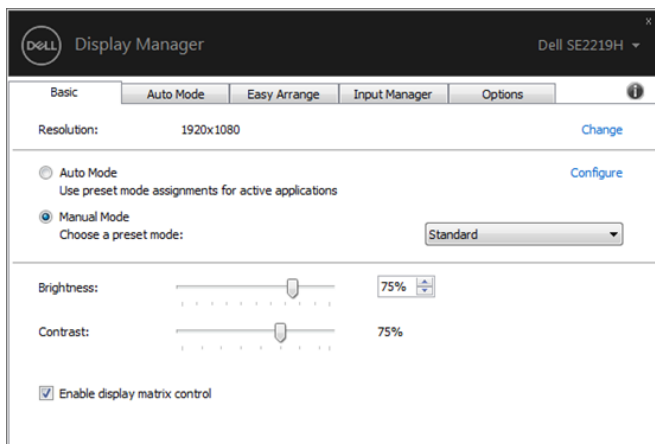 x
DELL Display Manager Dell SE2219H
Basic Auto Mode Easy Arrange Input Manager Options i
Resolution: 1920x1080 Change
Auto Mode Configure
Use preset mode assignments for active applications
Manual Mode
Choose a preset mode: Standard
Brightness: 75%
Contrast: 75%
Enable display matrix control